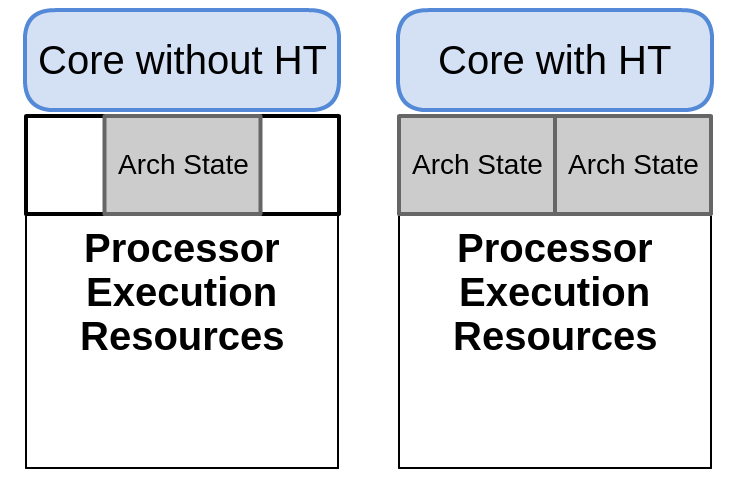 Core without HT
Core with HT
Arch State
Arch State
Arch State
Processor
Execution
Resources
Processor
Execution
Resources